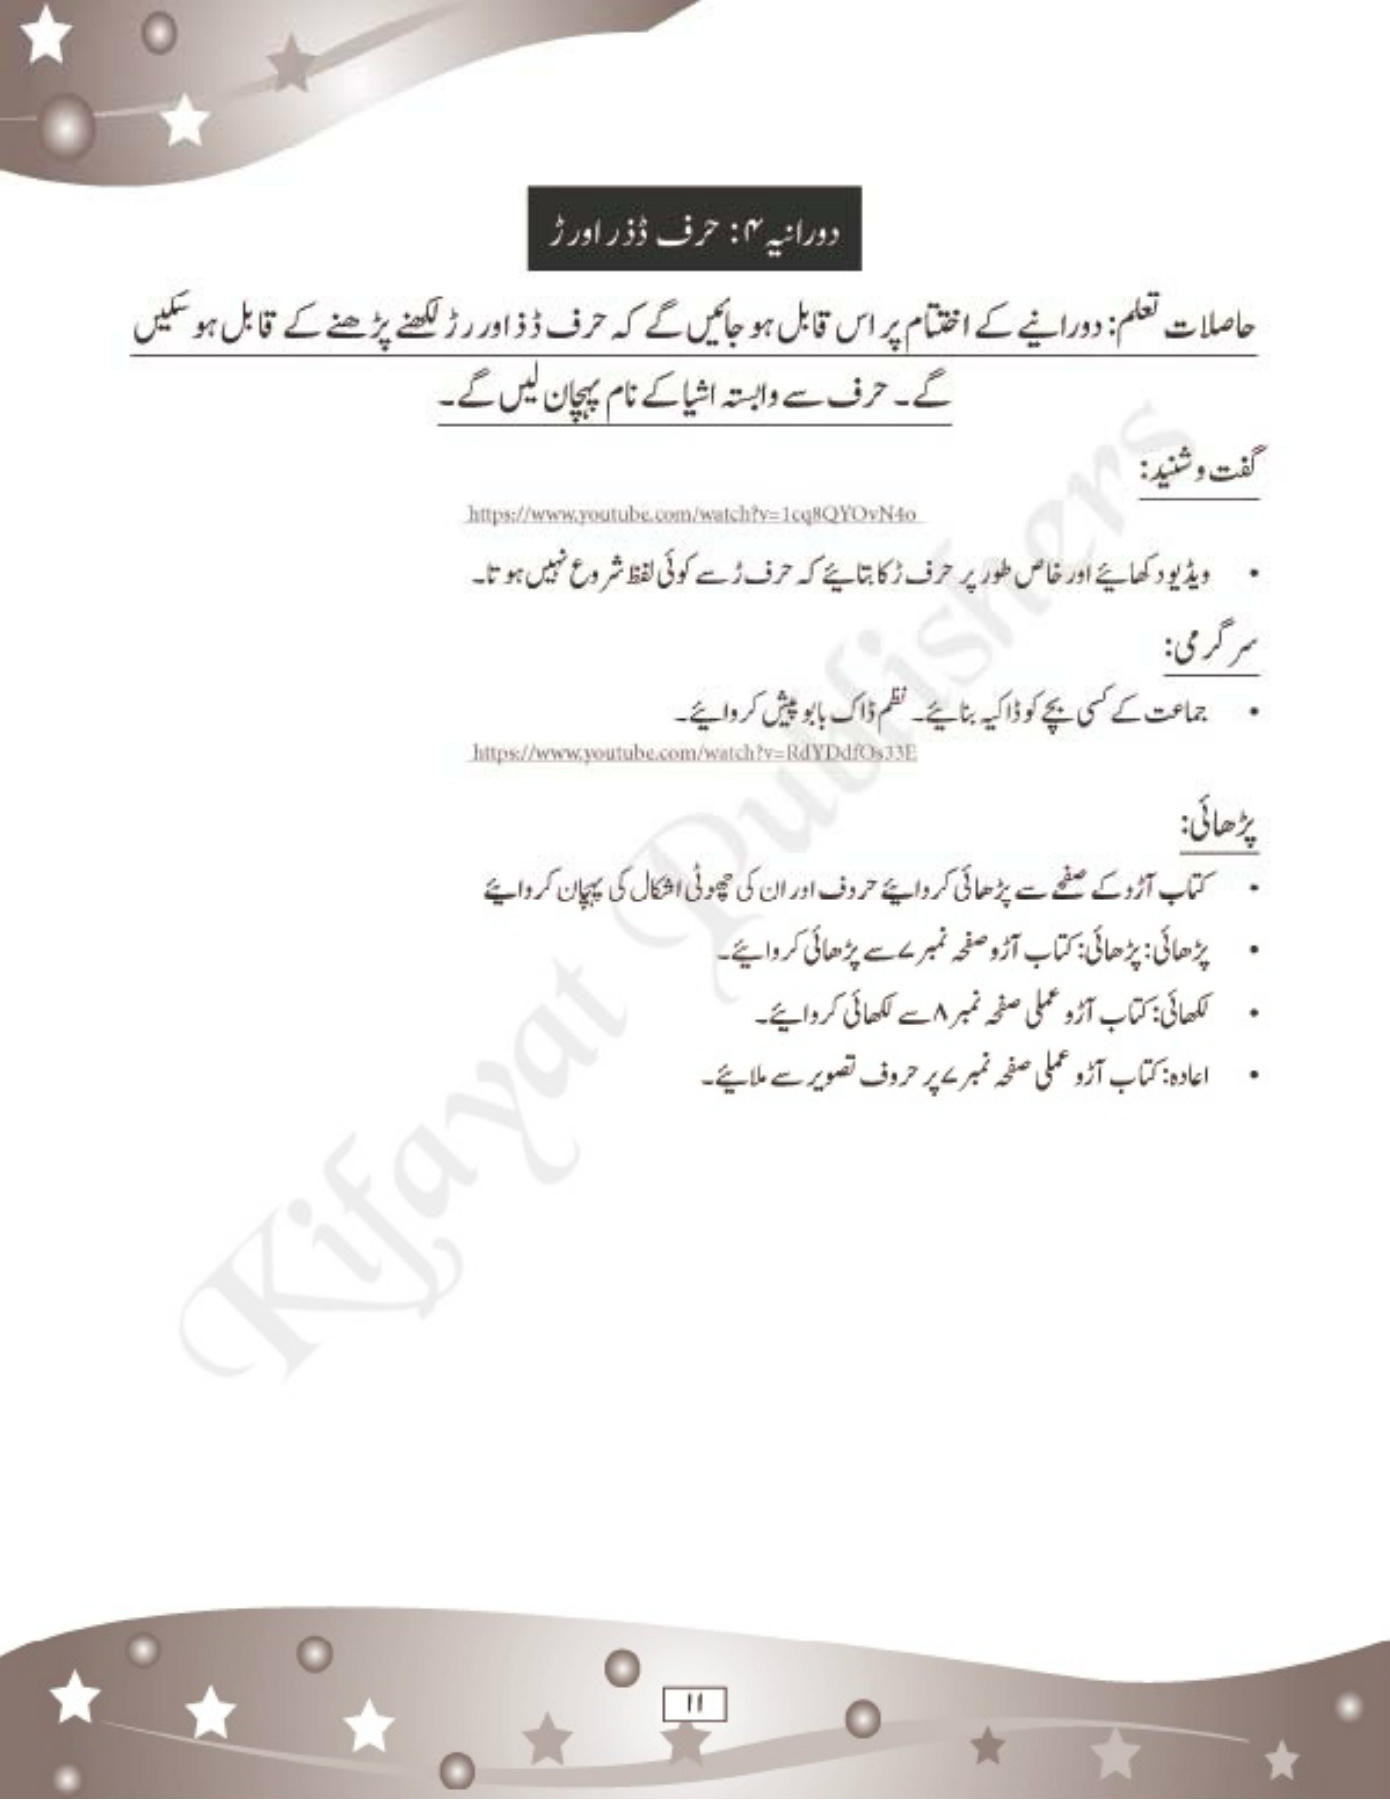 دورانیہ ۴: حرف ڈ ذ ر اور ڑ
حاصلات تعلم: دورانیے کے اختتام پر اس قابل ہو جائیں گے کہ حرف ڈ ذ اور ر ڑ لکھنے پڑھنے کے قابل ہو سکیں
گے۔ حرف سے وابستہ اشیا کے نام پہچان لیں گے۔
گفت و شنید:
https://www.youtube.com/watch?v=1cq8QYOvN4o
• ویڈیو دکھایئے اور خاص طور پر حرف ڑ کا بتایئے کہ حرف ڑ سے کوئی لفظ شروع نہیں ہوتا۔
سرگرمی:
• جماعت کے کسی بچے کو ڈاکیہ بنایئے۔ نظم ڈاک بابو پیش کروایئے۔
https://www.youtube.com/watch?v=RdYDdfOs33E
پڑھائی:
• کتاب آڑو کے صفحے سے پڑھائی کروایئے حروف اور ان کی چھوٹی اشکال کی پہچان کروایئے
• پڑھائی: پڑھائی: کتاب آڑو صفحہ نمبر ۷ سے پڑھائی کروایئے۔
• لکھائی: کتاب آڑو عملی صفحہ نمبر ۸ سے لکھائی کروایئے۔
• اعادہ: کتاب آڑو عملی صفحہ نمبر ۷ پر حروف تصویر سے ملایئے۔
Kifayat Publishers
۱۱